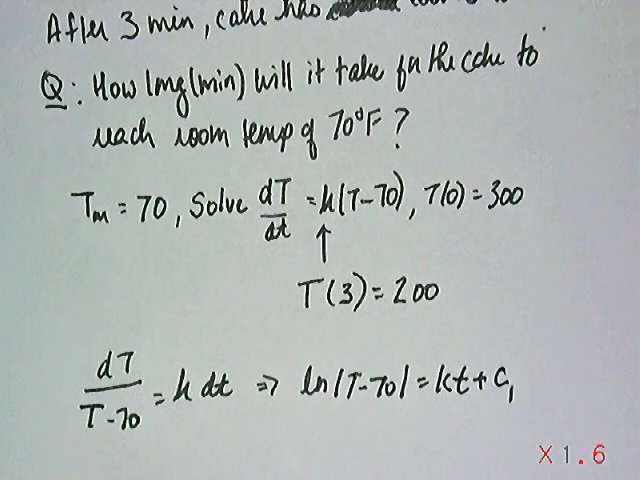 After 3 min, cake has
Q: How long (min) will it take for the cake to
reach room temp of 70°F?
Tm = 70, Solve dT/dt = k(T-70), T(0) = 300
↑
T(3) = 200
dT/(T-70) = k dt ⇒ ln|T-70| = kt + C₁
X1.6